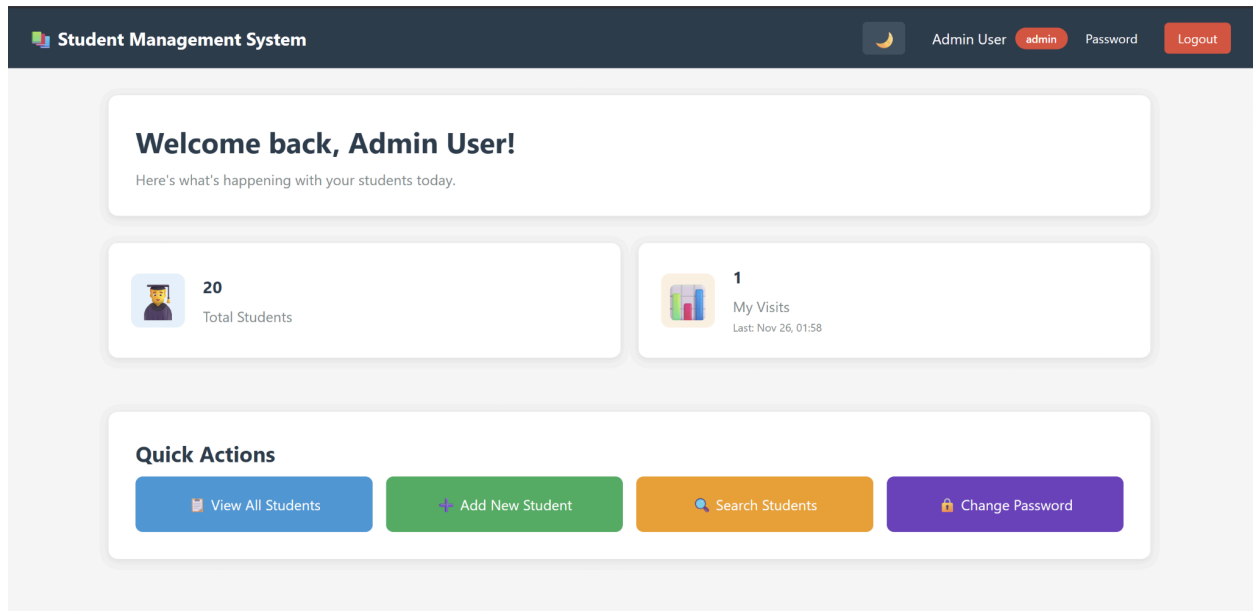 Student Management System
Admin User admin Password Logout
Welcome back, Admin User!
Here's what's happening with your students today.
20
Total Students
1
My Visits
Last: Nov 26, 01:58
Quick Actions
View All Students
Add New Student
Search Students
Change Password